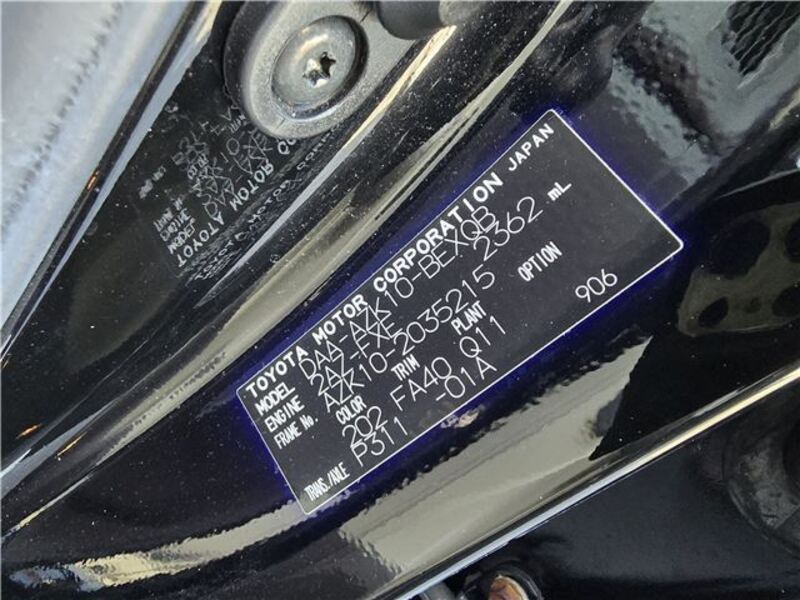 TOYOTA MOTOR CORPORATION JAPAN
MODEL DAA-AZK10-BEXQB
ENGINE 2AZ-FXE 2362 mL
FRAME No. AZK10-2035215
COLOR TRIM PLANT OPTION
202 FA40 Q11 906
TRANS./AXLE P311 -01A